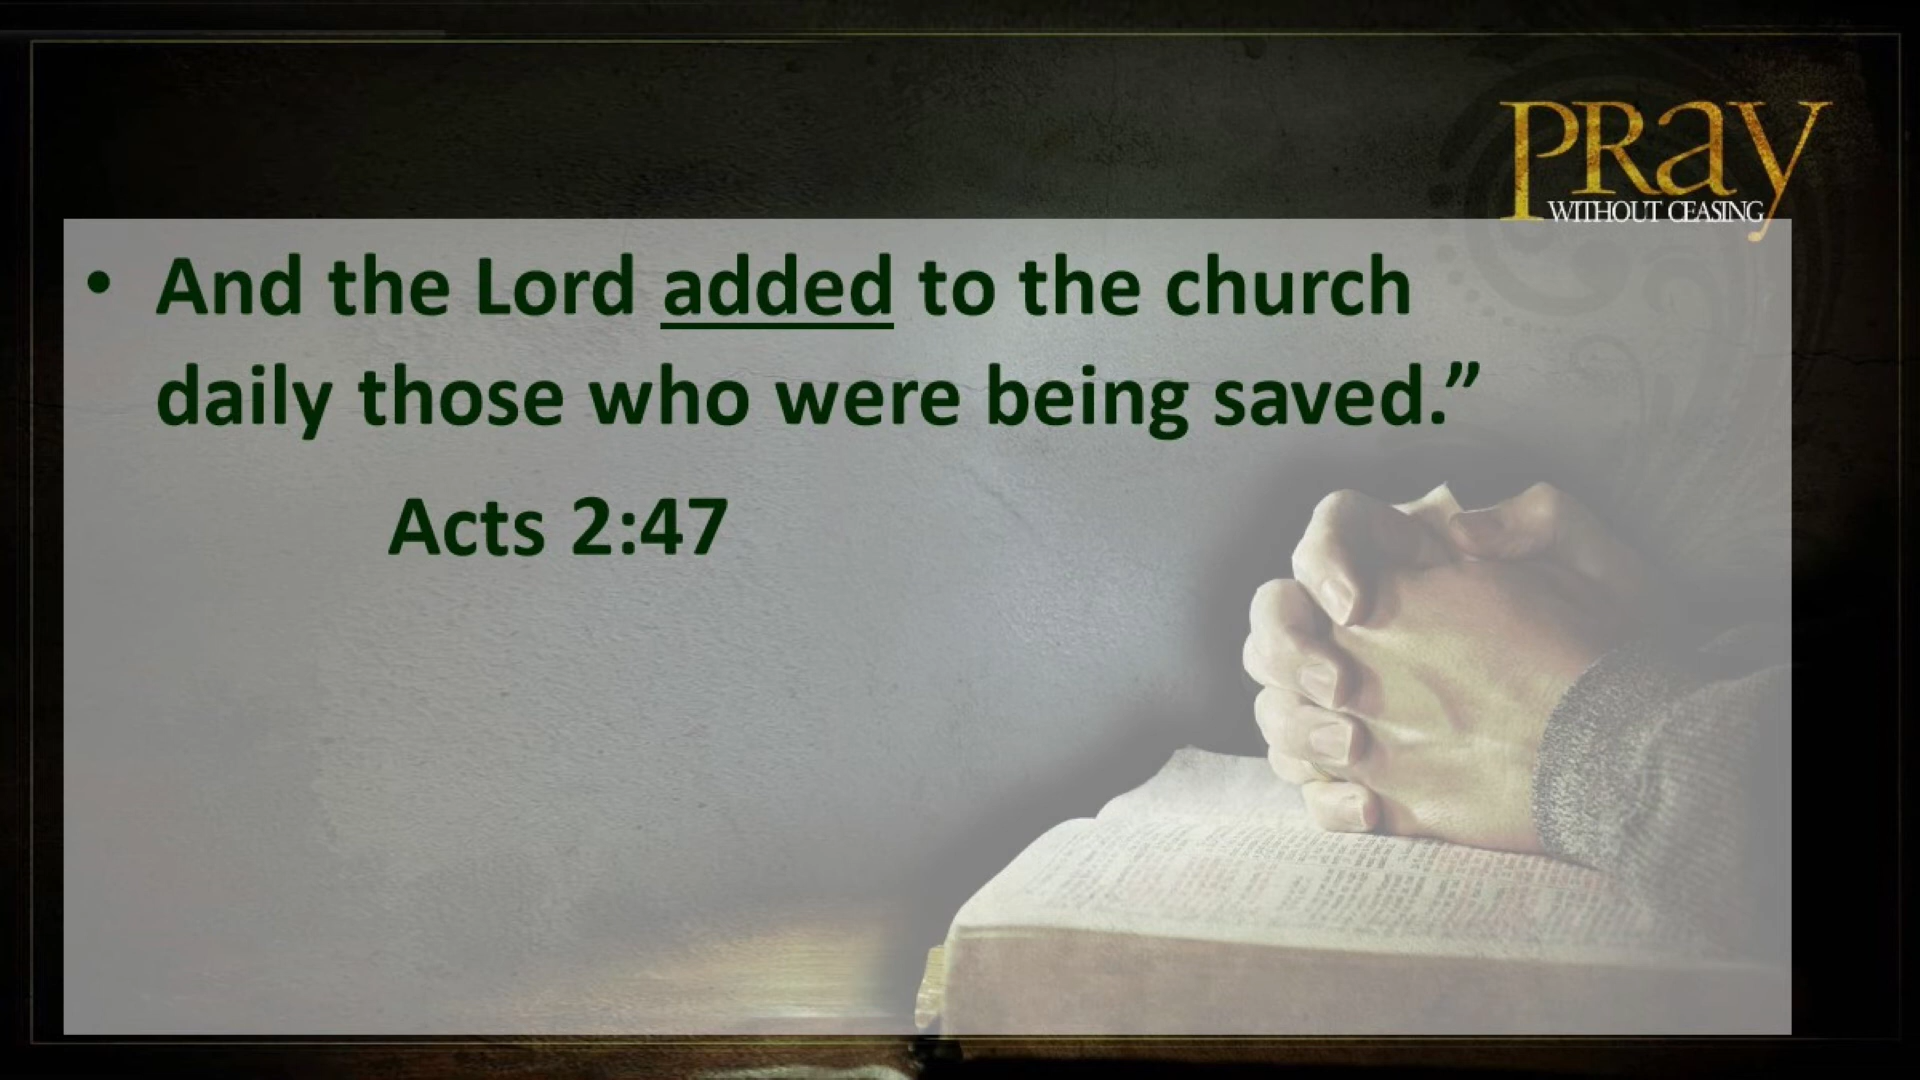 PRay
WITHOUT CEASING
• And the Lord added to the church
daily those who were being saved.”
Acts 2:47